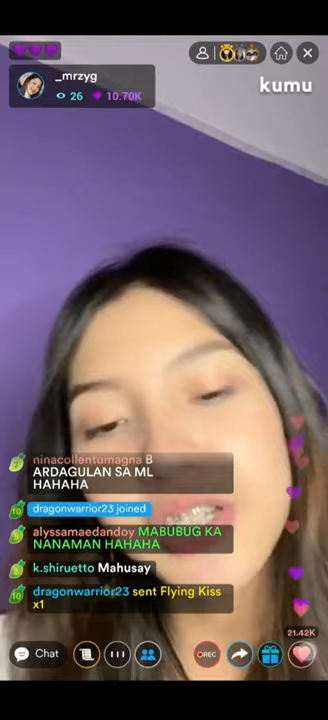 _mrzyg
26 10.70K
kumu
ninacollentumagna B
ARDAGULAN SA ML
HAHAHA
dragonwarrior23 joined
alyssamaedandoy MABUBUG KA
NANAMAN HAHAHA
k.shiruetto Mahusay
dragonwarrior23 sent Flying Kiss
x1
21.42K
Chat
REC